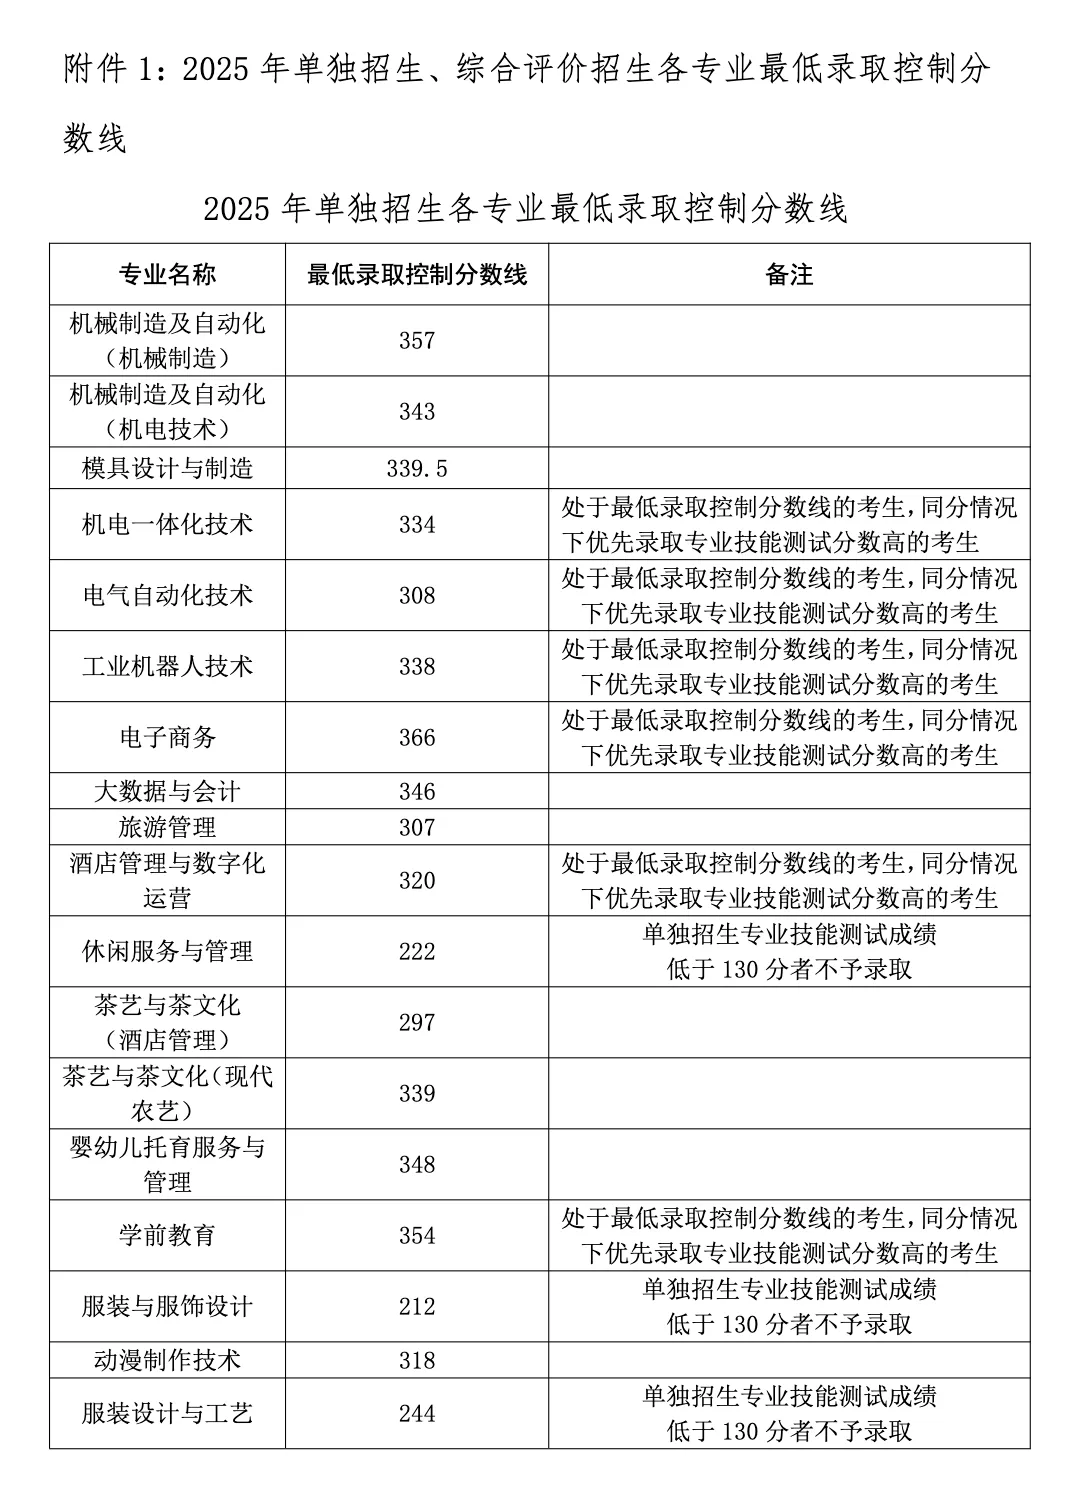 附件1：2025年单独招生、综合评价招生各专业最低录取控制分
数线
2025年单独招生各专业最低录取控制分数线
专业名称 最低录取控制分数线 备注
机械制造及自动化
（机械制造）
357
机械制造及自动化
（机电技术）
343
模具设计与制造 339.5
机电一体化技术 334
处于最低录取控制分数线的考生，同分情况
下优先录取专业技能测试分数高的考生
电气自动化技术 308
处于最低录取控制分数线的考生，同分情况
下优先录取专业技能测试分数高的考生
工业机器人技术 338
处于最低录取控制分数线的考生，同分情况
下优先录取专业技能测试分数高的考生
电子商务 366
处于最低录取控制分数线的考生，同分情况
下优先录取专业技能测试分数高的考生
大数据与会计 346
旅游管理 307
酒店管理与数字化
运营
320
处于最低录取控制分数线的考生，同分情况
下优先录取专业技能测试分数高的考生
休闲服务与管理 222
单独招生专业技能测试成绩
低于130分者不予录取
茶艺与茶文化
（酒店管理）
297
茶艺与茶文化（现代
农艺）
339
婴幼儿托育服务与
管理
348
学前教育 354
处于最低录取控制分数线的考生，同分情况
下优先录取专业技能测试分数高的考生
服装与服饰设计 212
单独招生专业技能测试成绩
低于130分者不予录取
动漫制作技术 318
服装设计与工艺 244
单独招生专业技能测试成绩
低于130分者不予录取